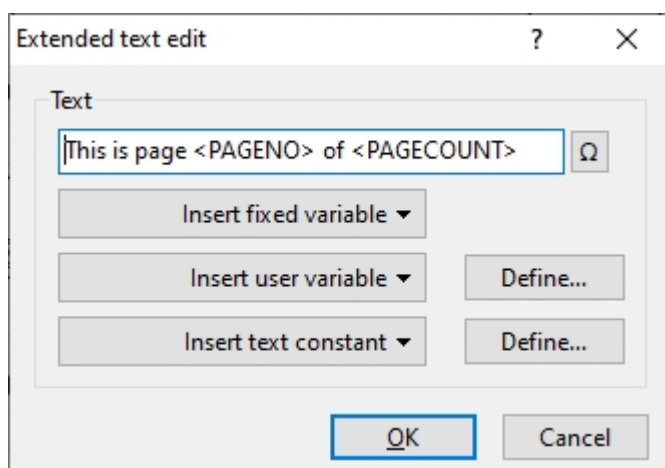 Extended text edit ?
Text
This is page <PAGENO> of <PAGECOUNT> Ω
Insert fixed variable
Insert user variable Define...
Insert text constant Define...
OK Cancel